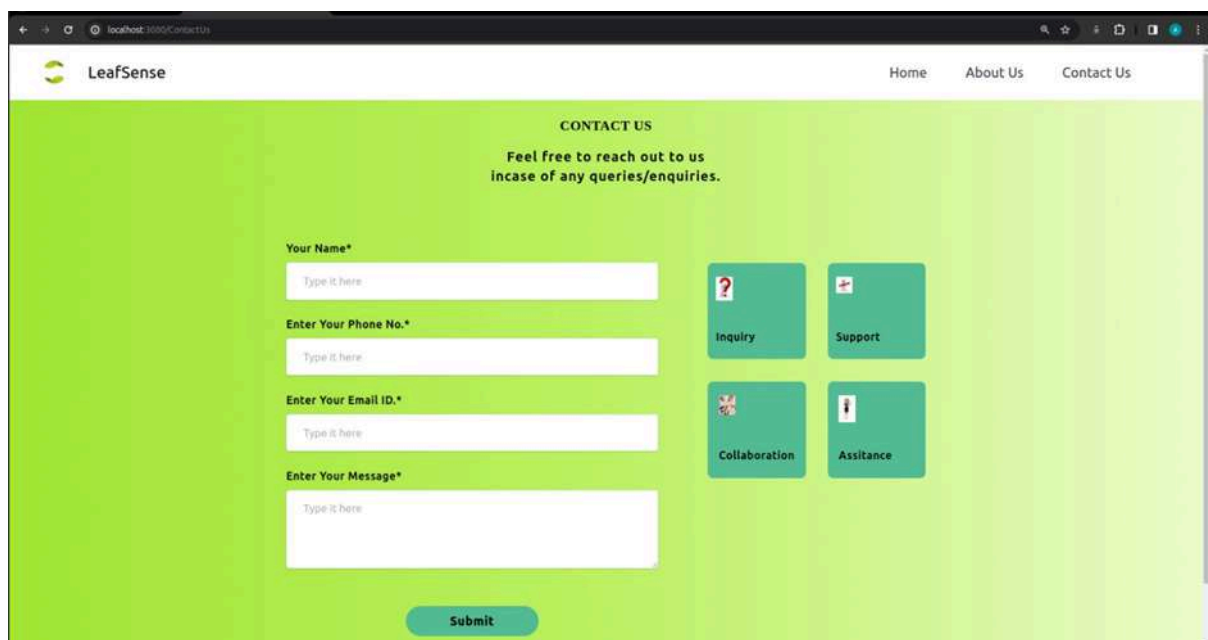 localhost:3000/ContactUs
LeafSense
Home About Us Contact Us
CONTACT US
Feel free to reach out to us
incase of any queries/enquiries.
Your Name*
Type it here
Enter Your Phone No.*
Type it here
Enter Your Email ID.*
Type it here
Enter Your Message*
Type it here
Submit
Inquiry
Support
Collaboration
Assitance